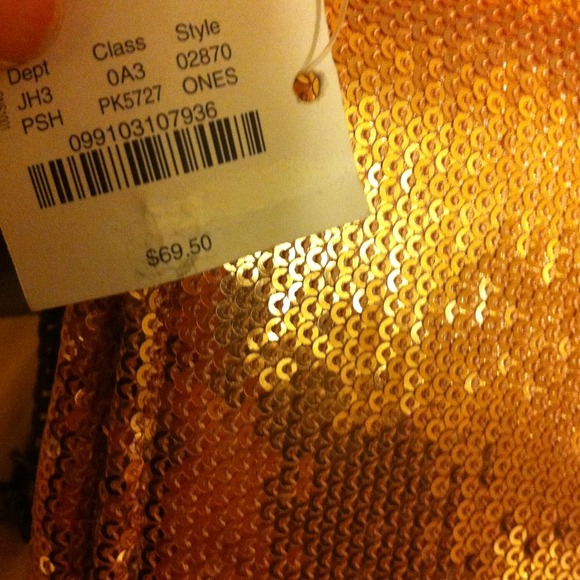 Dept Class Style
JH3 0A3 02870
PSH PK5727 ONES
099103107936
$69.50